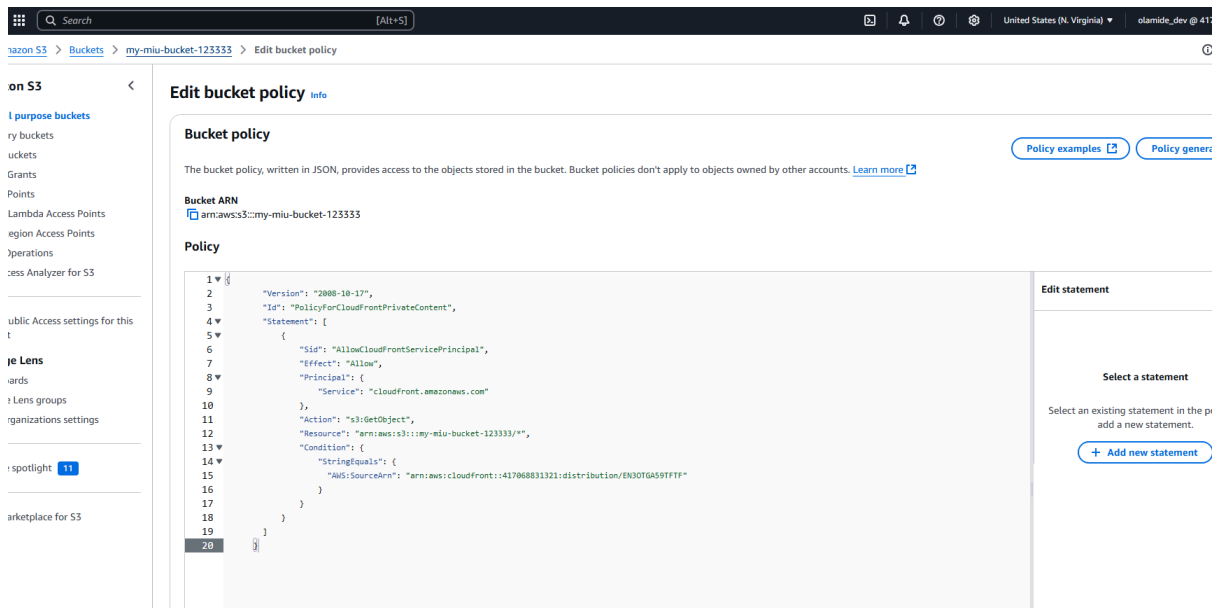 Search [Alt+S] United States (N. Virginia) olamide_dev @ 417
Amazon S3 > Buckets > my-miu-bucket-123333 > Edit bucket policy
on S3
l purpose buckets
ry buckets
uckets
Grants
Points
Lambda Access Points
egion Access Points
Operations
cess Analyzer for S3
ublic Access settings for this
t
ge Lens
ards
e Lens groups
rganizations settings
e spotlight 11
arketplace for S3
Edit bucket policy Info
Bucket policy
Policy examples Policy genera
The bucket policy, written in JSON, provides access to the objects stored in the bucket. Bucket policies don't apply to objects owned by other accounts. Learn more
Bucket ARN
arn:aws:s3:::my-miu-bucket-123333
Policy
1 {
2 "Version": "2008-10-17",
3 "Id": "PolicyForCloudFrontPrivateContent",
4 "Statement": [
5 {
6 "Sid": "AllowCloudFrontServicePrincipal",
7 "Effect": "Allow",
8 "Principal": {
9 "Service": "cloudfront.amazonaws.com"
10 },
11 "Action": "s3:GetObject",
12 "Resource": "arn:aws:s3:::my-miu-bucket-123333/*",
13 "Condition": {
14 "StringEquals": {
15 "AWS:SourceArn": "arn:aws:cloudfront::417068831321:distribution/EN3OTGA59TFTF"
16 }
17 }
18 }
19 ]
20 }
Edit statement
Select a statement
Select an existing statement in the po
add a new statement.
+ Add new statement